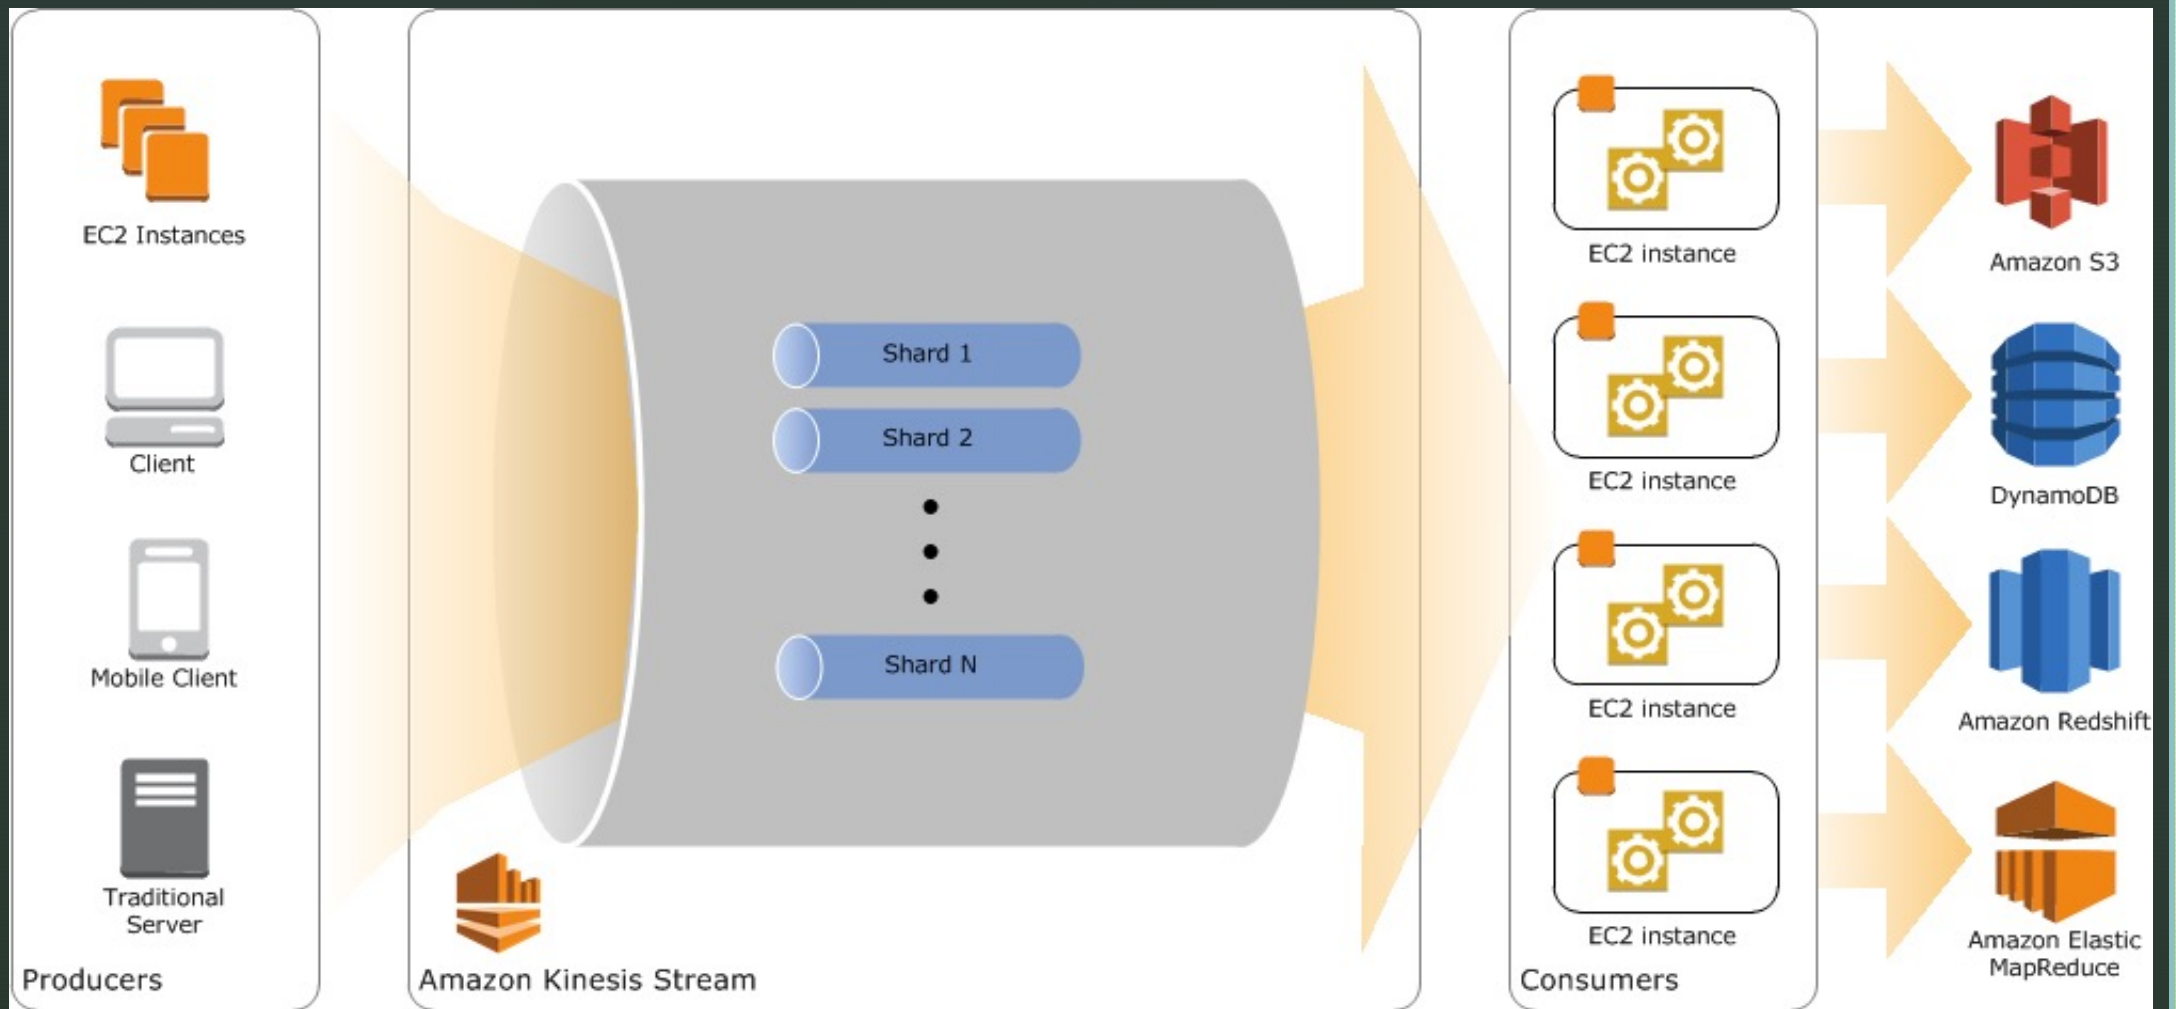 EC2 Instances
Client
Mobile Client
Traditional
Server
Producers
Shard 1
Shard 2
Shard N
Amazon Kinesis Stream
EC2 instance
EC2 instance
EC2 instance
EC2 instance
Consumers
Amazon S3
DynamoDB
Amazon Redshift
Amazon Elastic
MapReduce